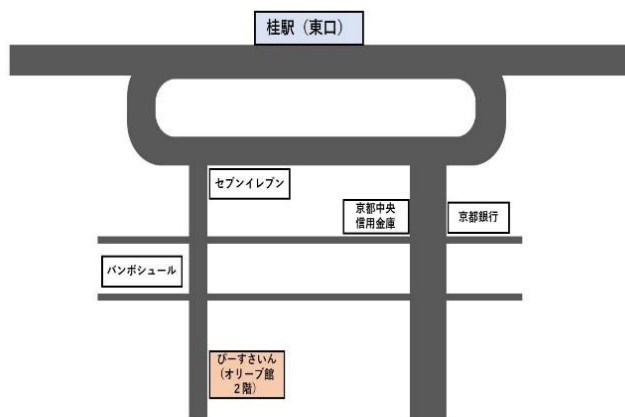 桂駅（東口）
セブンイレブン
京都中央
信用金庫
京都銀行
バンボシュール
ぴーすさいん
（オリーブ館
２階）